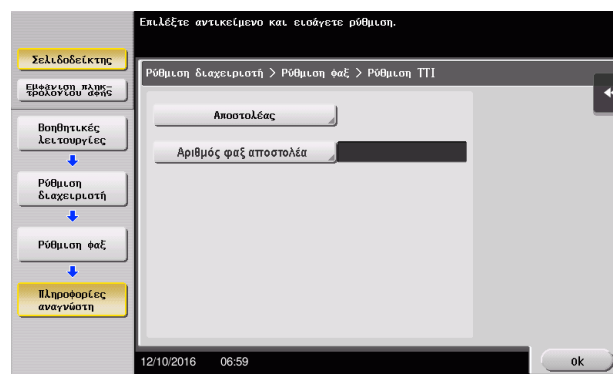 Επιλέξτε αντικείμενο και εισάγετε ρύθμιση.
Σελιδοδείκτης
Εμφάνιση πληκ-
τρολογίου αφής
Ρύθμιση διαχειριστή > Ρύθμιση φαξ > Ρύθμιση TTI
Αποστολέας
Αριθμός φαξ αποστολέα
Βοηθητικές
λειτουργίες
Ρύθμιση
διαχειριστή
Ρύθμιση φαξ
Πληροφορίες
αναγνώστη
12/10/2016 06:59
ok